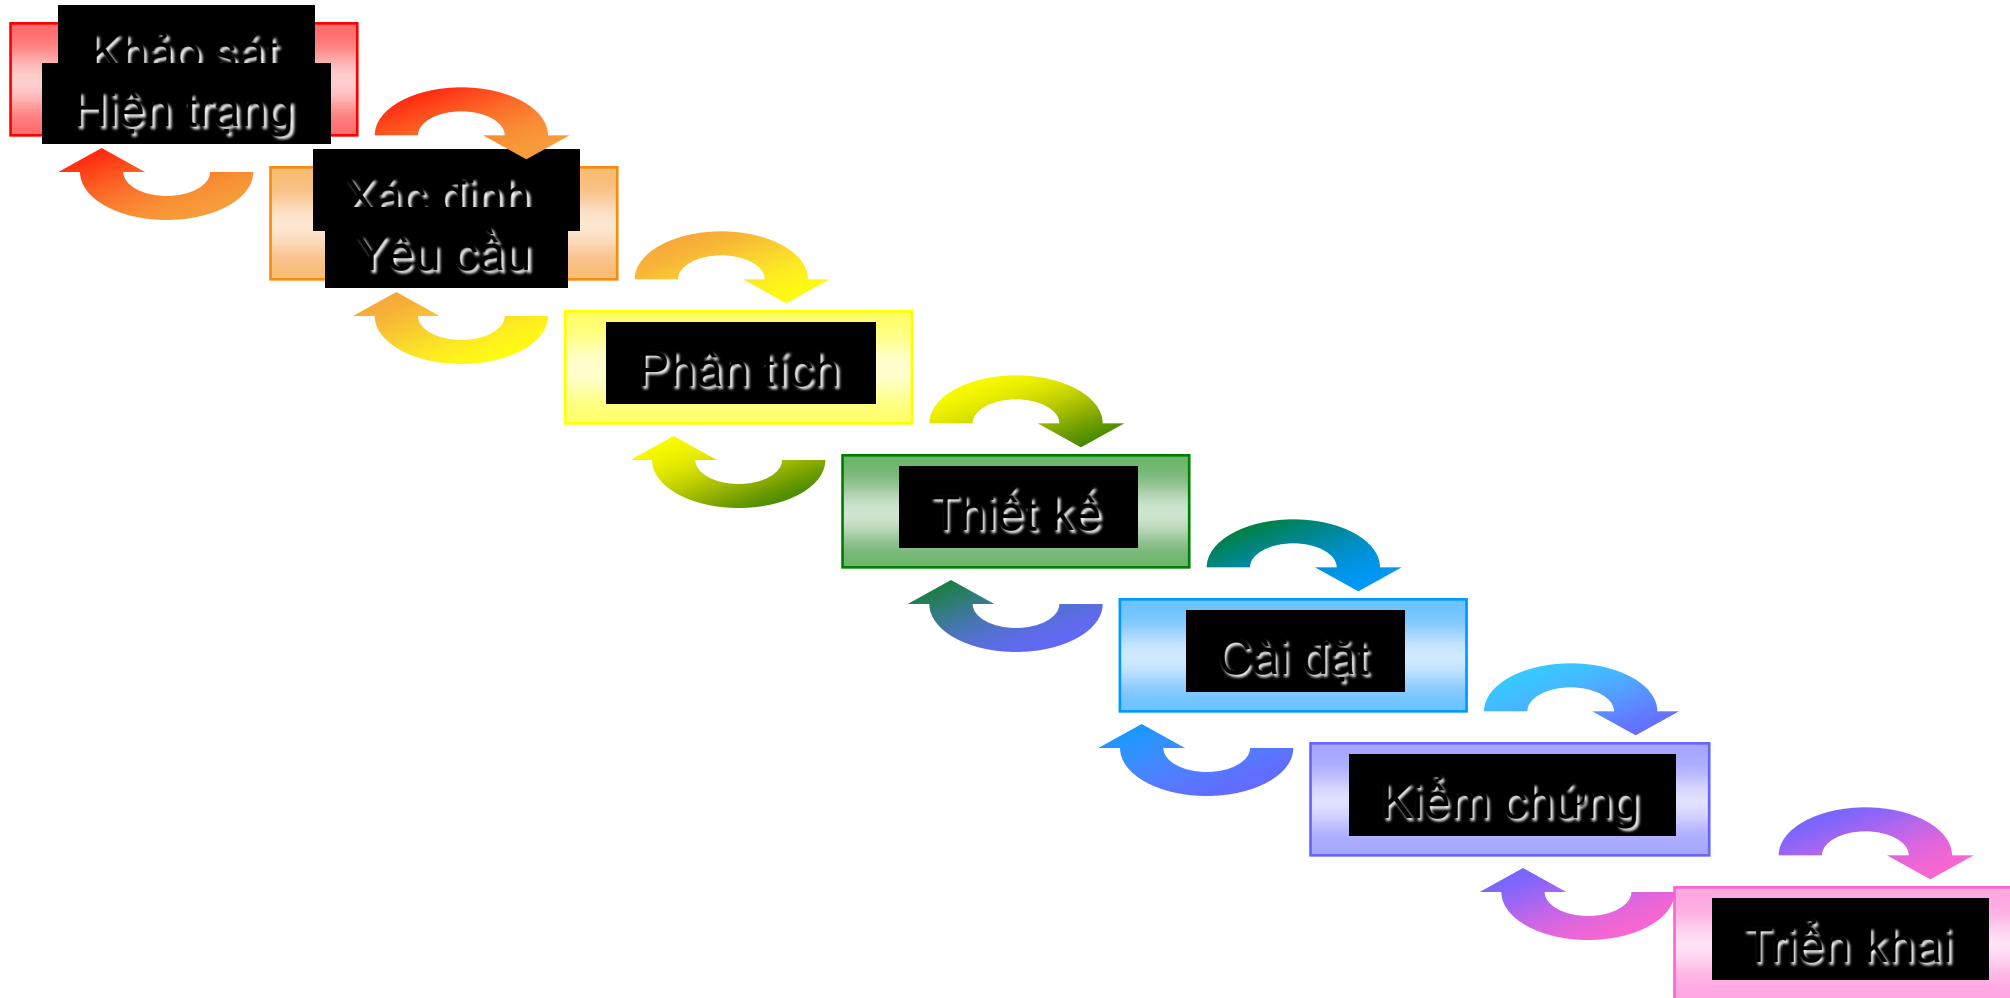 Khảo sát
Hiện trạng
Xác định
Yêu cầu
Phân tích
Thiết kế
Cài đặt
Kiểm chứng
Triển khai